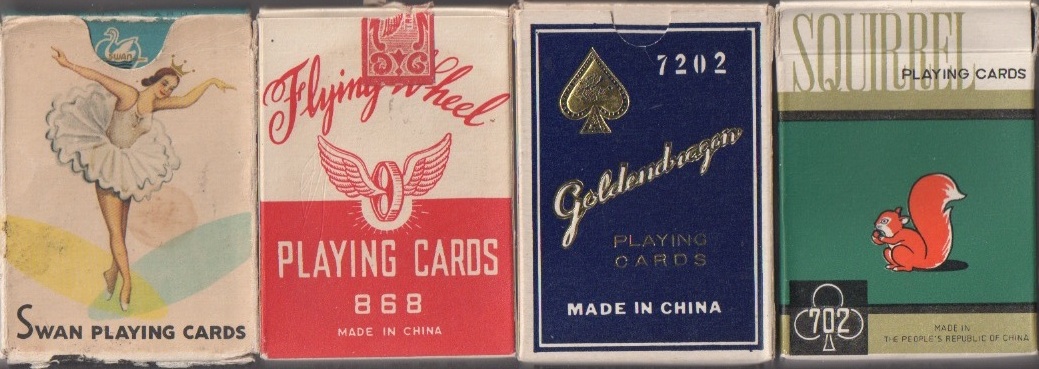 SWAN
SWAN PLAYING CARDS
Flying Wheel
PLAYING CARDS
868
MADE IN CHINA
7202
Goldendragon
PLAYING
CARDS
MADE IN CHINA
SQUIRREL
PLAYING CARDS
702
MADE IN
THE PEOPLE'S REPUBLIC OF CHINA